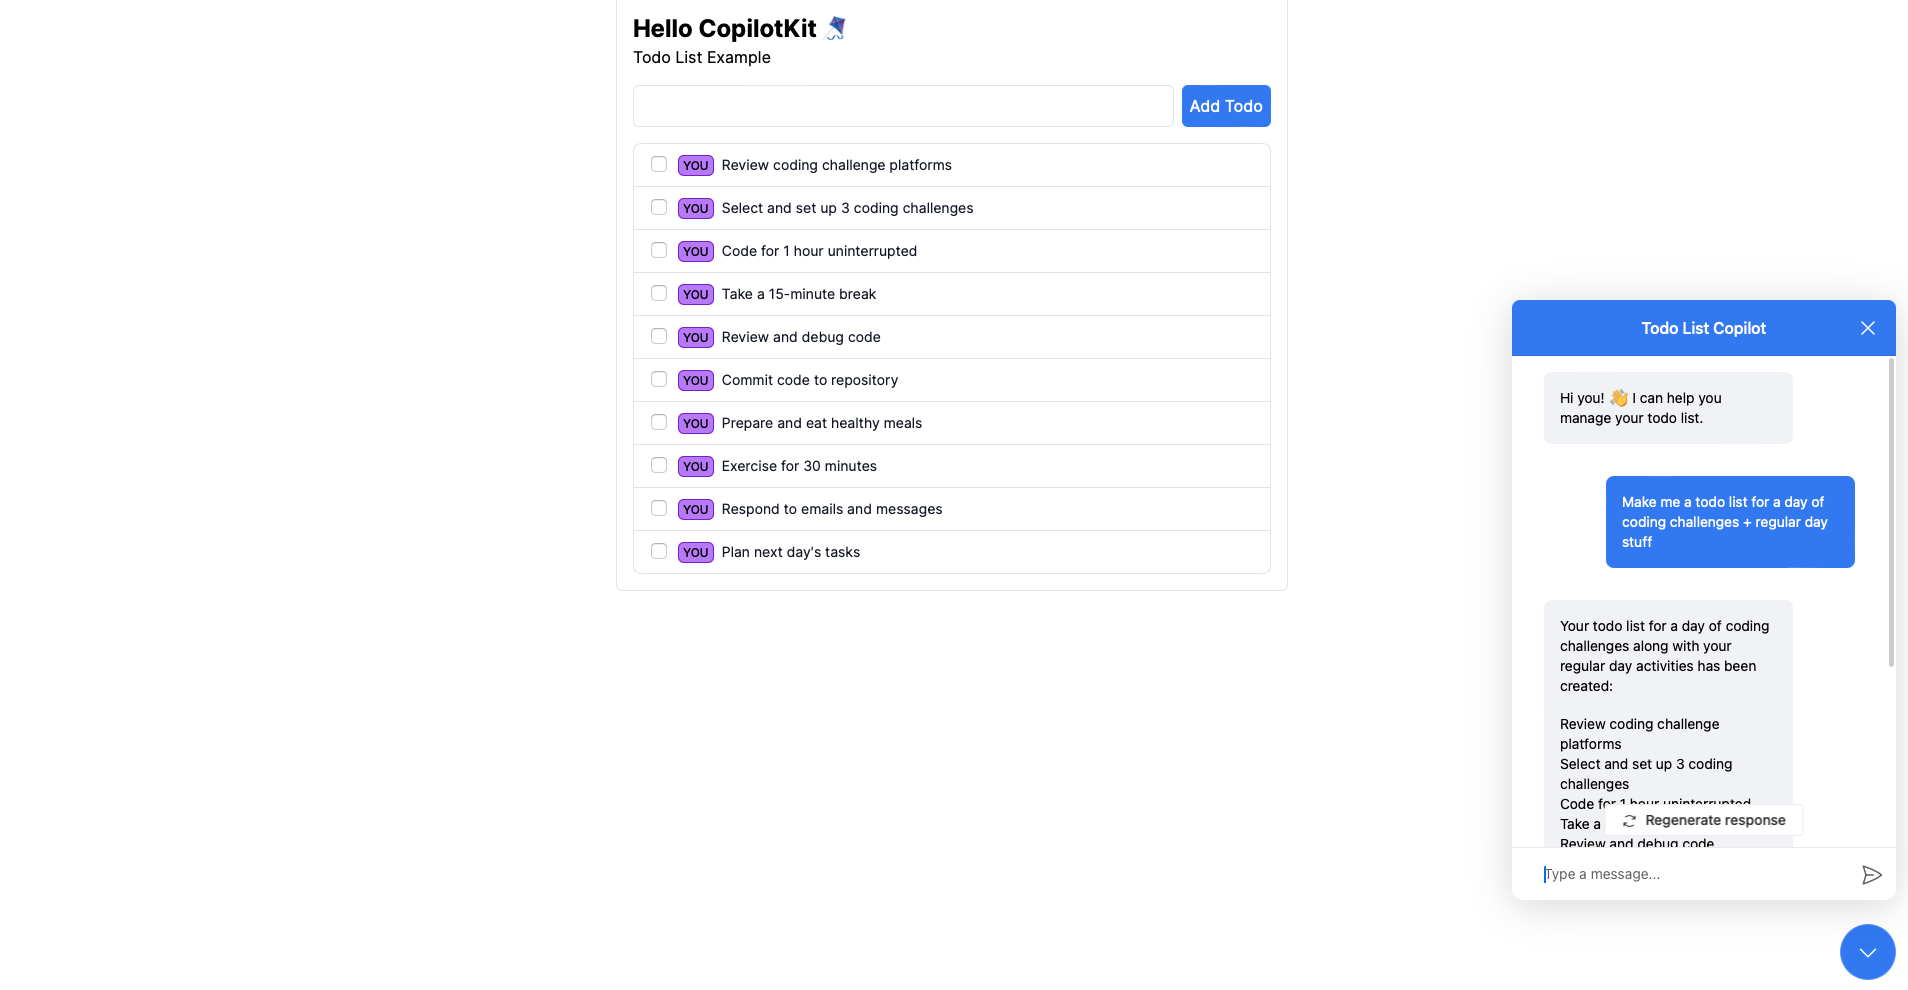 Hello CopilotKit 🪁
Todo List Example
Add Todo
YOU Review coding challenge platforms
YOU Select and set up 3 coding challenges
YOU Code for 1 hour uninterrupted
YOU Take a 15-minute break
YOU Review and debug code
YOU Commit code to repository
YOU Prepare and eat healthy meals
YOU Exercise for 30 minutes
YOU Respond to emails and messages
YOU Plan next day's tasks
Todo List Copilot
Hi you! 👋 I can help you
manage your todo list.
Make me a todo list for a day of
coding challenges + regular day
stuff
Your todo list for a day of coding
challenges along with your
regular day activities has been
created:
Review coding challenge
platforms
Select and set up 3 coding
challenges
Code for 1 hour uninterrupted
Take a
Regenerate response
Review and debug code
Type a message...